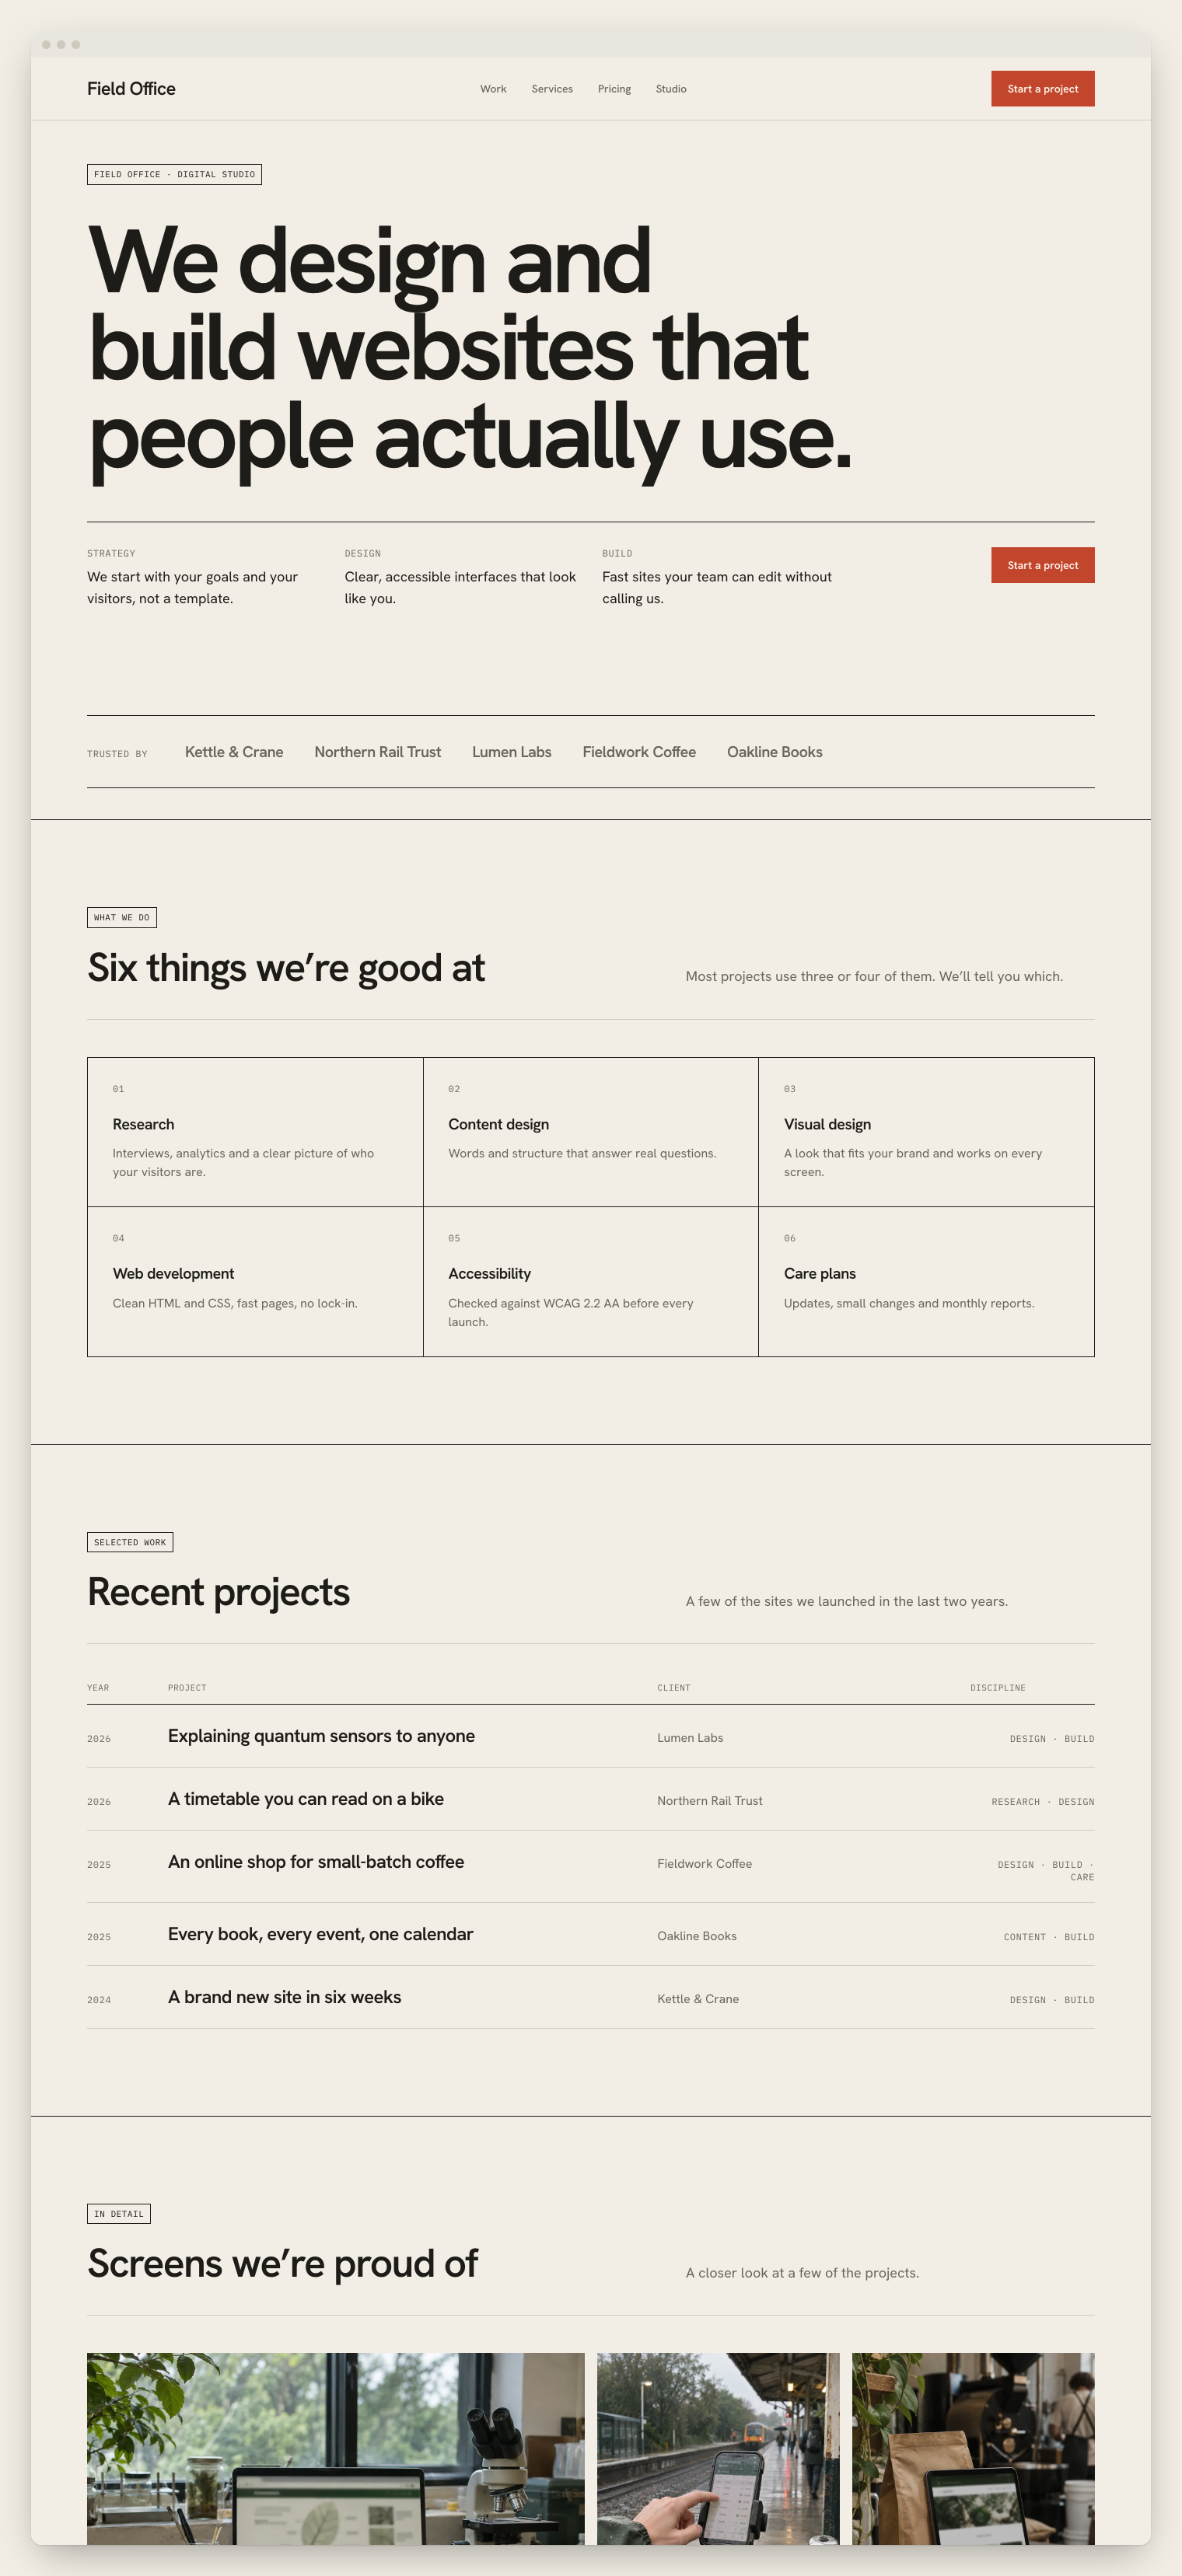 Field Office
Work
Services
Pricing
Studio
Start a project
FIELD OFFICE · DIGITAL STUDIO
We design and
build websites that
people actually use.
STRATEGY
We start with your goals and your
visitors, not a template.
DESIGN
Clear, accessible interfaces that look
like you.
BUILD
Fast sites your team can edit without
calling us.
Start a project
TRUSTED BY
Kettle & Crane
Northern Rail Trust
Lumen Labs
Fieldwork Coffee
Oakline Books
WHAT WE DO
Six things we’re good at
Most projects use three or four of them. We’ll tell you which.
01
Research
Interviews, analytics and a clear picture of who
your visitors are.
02
Content design
Words and structure that answer real questions.
03
Visual design
A look that fits your brand and works on every
screen.
04
Web development
Clean HTML and CSS, fast pages, no lock-in.
05
Accessibility
Checked against WCAG 2.2 AA before every
launch.
06
Care plans
Updates, small changes and monthly reports.
SELECTED WORK
Recent projects
A few of the sites we launched in the last two years.
YEAR
PROJECT
CLIENT
DISCIPLINE
2026
Explaining quantum sensors to anyone
Lumen Labs
DESIGN · BUILD
2026
A timetable you can read on a bike
Northern Rail Trust
RESEARCH · DESIGN
2025
An online shop for small-batch coffee
Fieldwork Coffee
DESIGN · BUILD ·
CARE
2025
Every book, every event, one calendar
Oakline Books
CONTENT · BUILD
2024
A brand new site in six weeks
Kettle & Crane
DESIGN · BUILD
IN DETAIL
Screens we’re proud of
A closer look at a few of the projects.